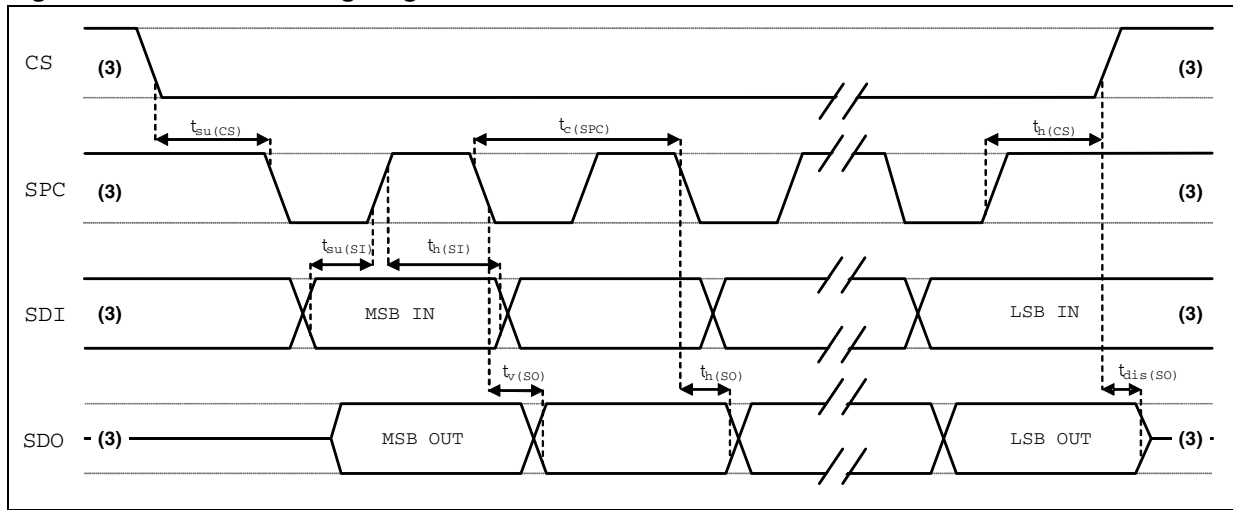 CS (3) (3)
tsu(CS) tc(SPC) th(CS)
SPC (3) (3)
tsu(SI) th(SI)
SDI (3) MSB IN LSB IN (3)
tv(SO) th(SO) tdis(SO)
SDO (3) MSB OUT LSB OUT (3)